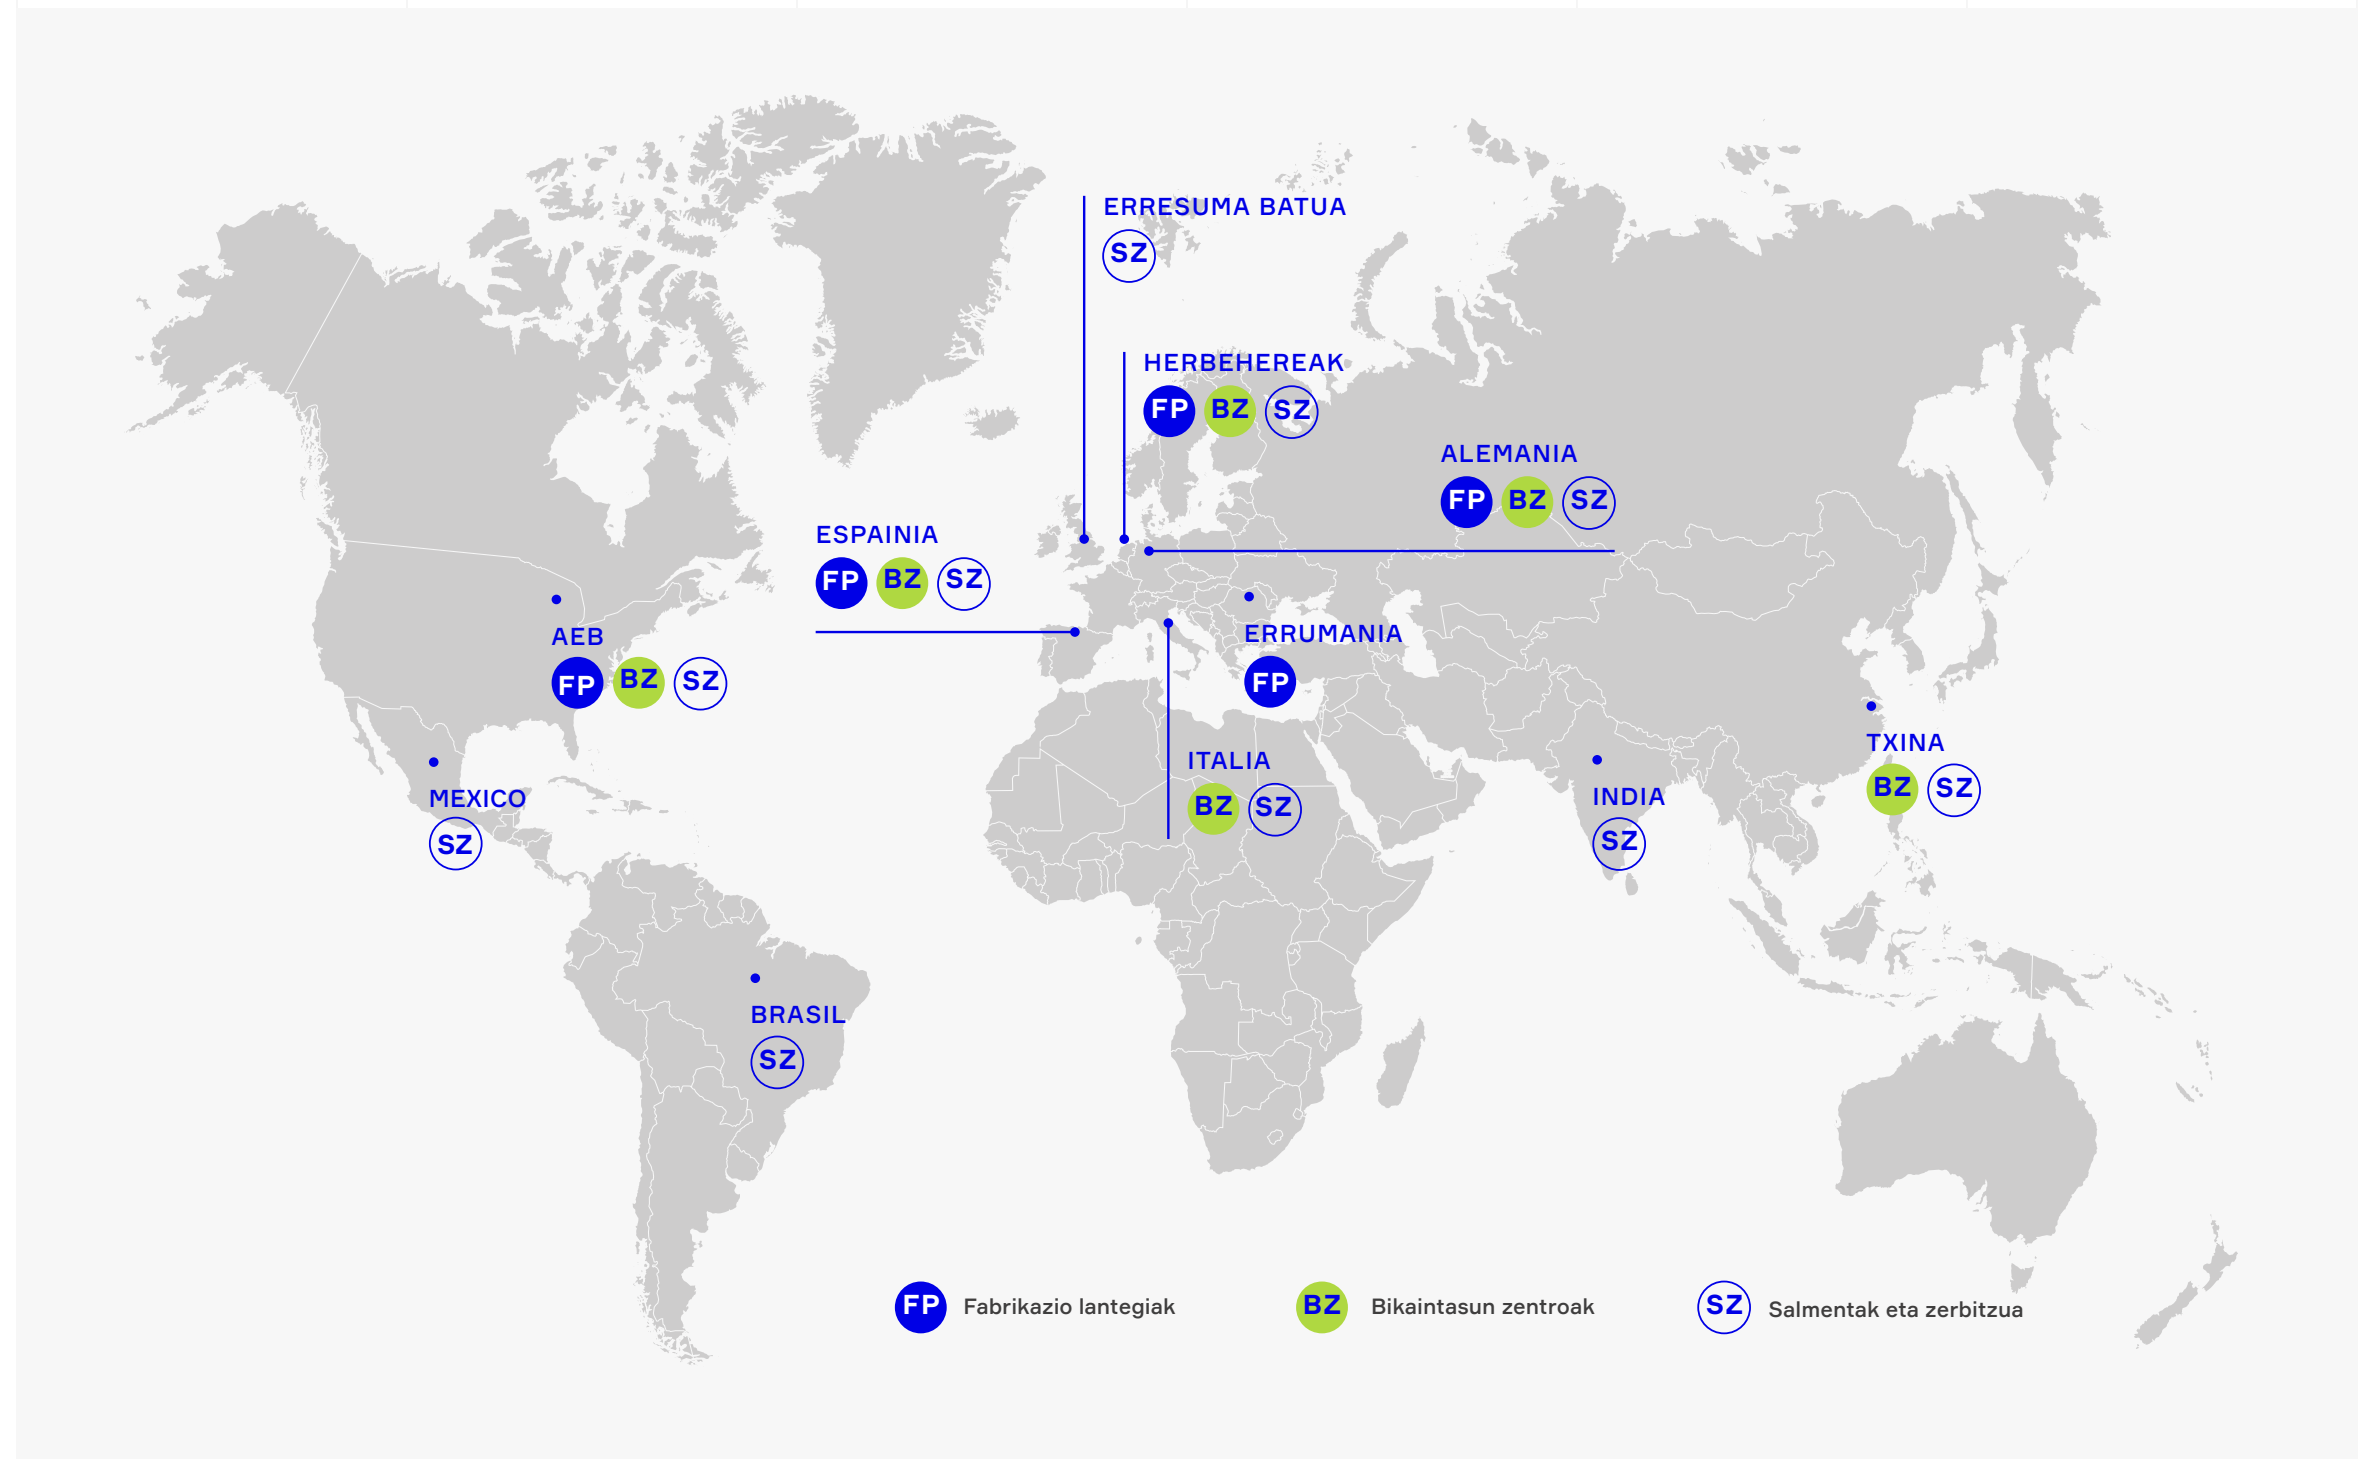 ERRESUMA BATUA
SZ
HERBEHEREAK
FP BZ SZ
ALEMANIA
FP BZ SZ
ESPAINIA
FP BZ SZ
AEB
FP BZ SZ
ERRUMANIA
FP
ITALIA
BZ SZ
TXINA
BZ SZ
INDIA
SZ
MEXICO
SZ
BRASIL
SZ
FP Fabrikazio lantegiak
BZ Bikaintasun zentroak
SZ Salmentak eta zerbitzua